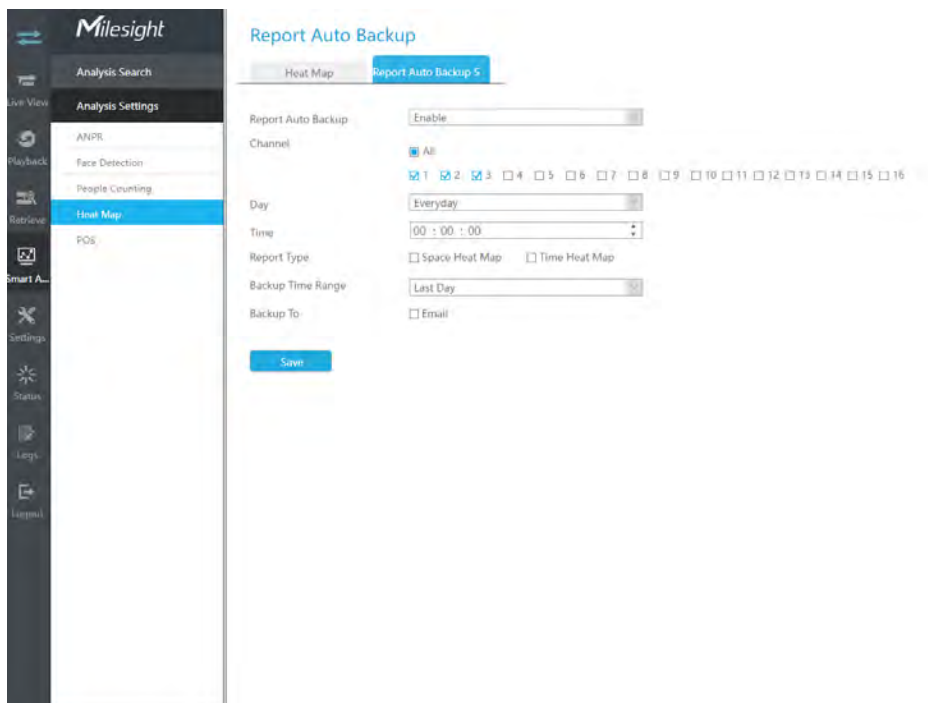 Milesight
Analysis Search
Analysis Settings
ANPR
Face Detection
People Counting
Heat Map
POS
Live View
Playback
Retrieve
Smart A...
Settings
Status
Logs
Logout
Report Auto Backup
Heat Map
Report Auto Backup S
Report Auto Backup
Enable
Channel
All
1 2 3 4 5 6 7 8 9 10 11 12 13 14 15 16
Day
Everyday
Time
00 : 00 : 00
Report Type
Space Heat Map
Time Heat Map
Backup Time Range
Last Day
Backup To
Email
Save